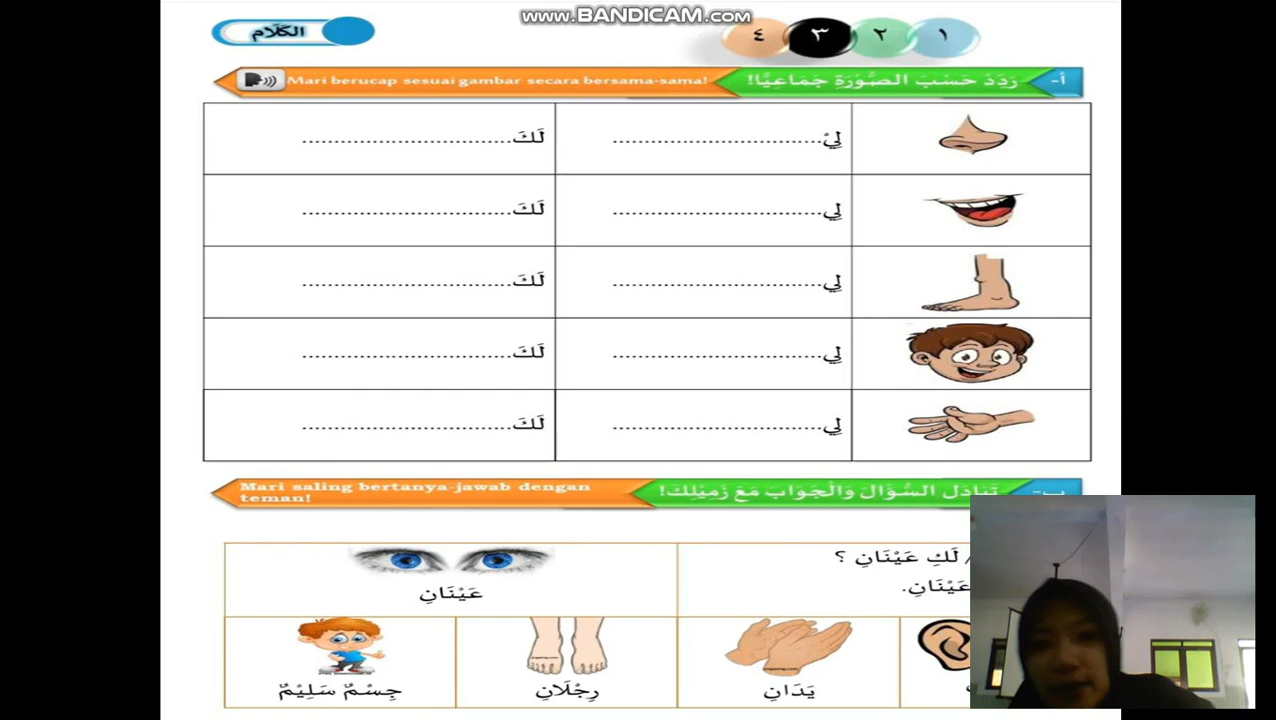 www.BANDICAM.com
الكَلَام
١ ٢ ٣ ٤
أ- رَدِّدْ حَسْبَ الصُّوْرَةِ جَمَاعِيًّا!
Mari berucap sesuai gambar secara bersama-sama!
لِيْ.............................. لَكَ..............................
لِي.............................. لَكَ..............................
لِي.............................. لَكَ..............................
لِي.............................. لَكَ..............................
لِي.............................. لَكَ..............................
ب- تَبَادَلِ السُّؤَالَ وَالْجَوَابَ مَعَ زَمِيْلِكَ!
Mari saling bertanya-jawab dengan
teman!
/ لَكِ عَيْنَانِ ؟
عَيْنَانِ.
عَيْنَانِ
يَدَانِ
رِجْلَانِ
جِسْمٌ سَلِيْمٌ